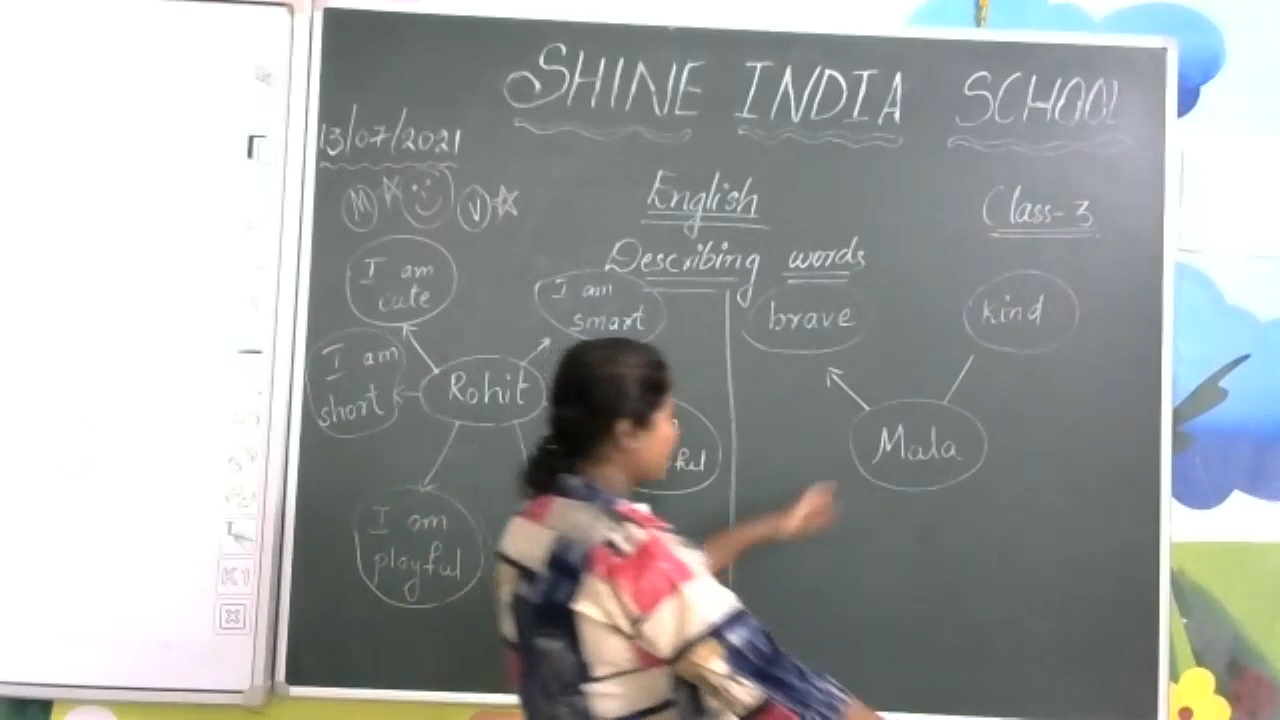 SHINE INDIA SCHOOL
13/07/2021
M V
English
Class-3
Describing words
I am
cute
I am
smart
I am
short
Rohit
I am
playful
brave
kind
Mala
K1